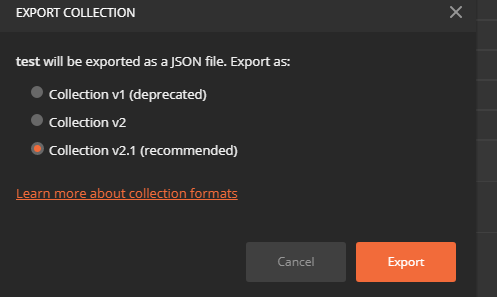 EXPORT COLLECTION
test will be exported as a JSON file. Export as:
Collection v1 (deprecated)
Collection v2
Collection v2.1 (recommended)
Learn more about collection formats
Cancel
Export